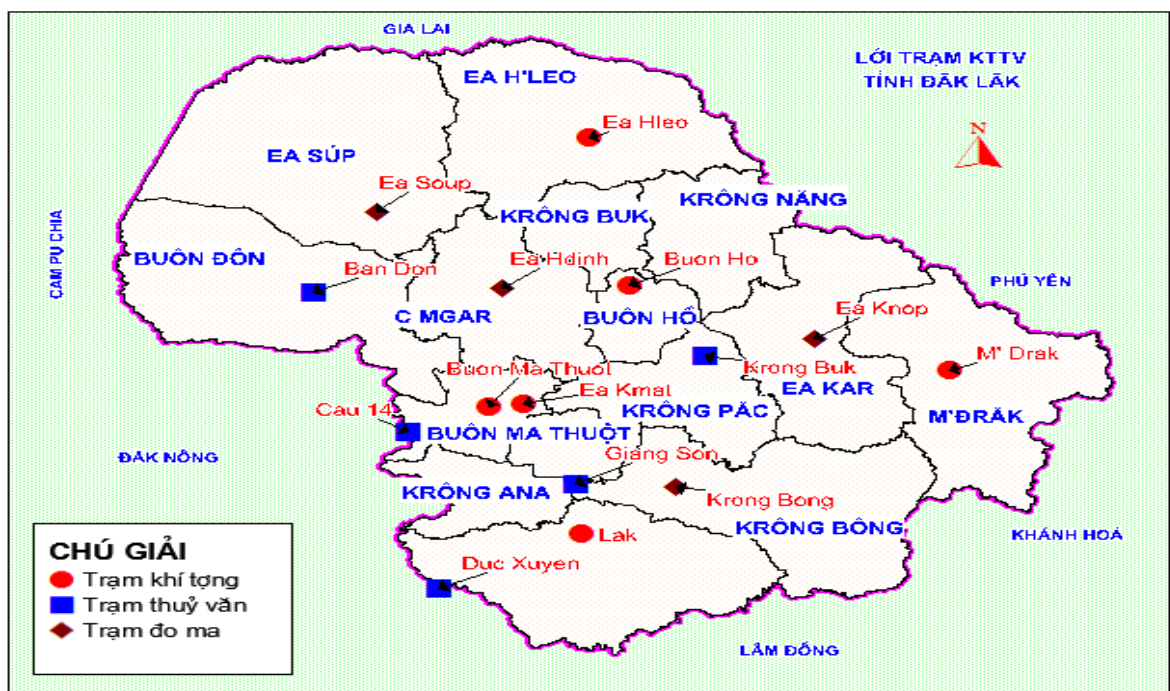 GIA LAI
LỚI TRẠM KTTV
TỈNH ĐĂK LĂK
EA H'LEO
Ea Hleo
N
EA SÚP
Ea Soup
KRÔNG NĂNG
KRÔNG BUK
CAM PU CHIA
BUÔN ĐÔN
Ban Don
Ea Hdinh
Buon Ho
PHÚ YÊN
Ea Knop
C MGAR
BUÔN HỒ
M' Drak
Krong Buk
Buon Ma Thuot
Ea Kmat
EA KAR
Cau 14
KRÔNG PĂC
M'ĐRĂK
BUÔN MA THUỘT
ĐĂK NÔNG
Giang Son
KRÔNG ANA
Krong Bong
KRÔNG BÔNG
KHÁNH HOÀ
Lak
Duc Xuyen
LÂM ĐỒNG
CHÚ GIẢI
Trạm khí tợng
Trạm thuỷ văn
Trạm đo ma